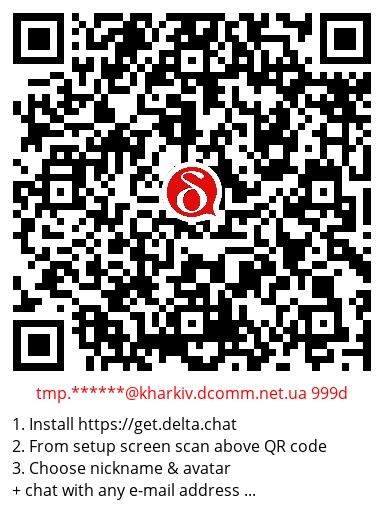 δ
tmp.******@kharkiv.dcomm.net.ua 999d
1. Install https://get.delta.chat
2. From setup screen scan above QR code
3. Choose nickname & avatar
+ chat with any e-mail address ...